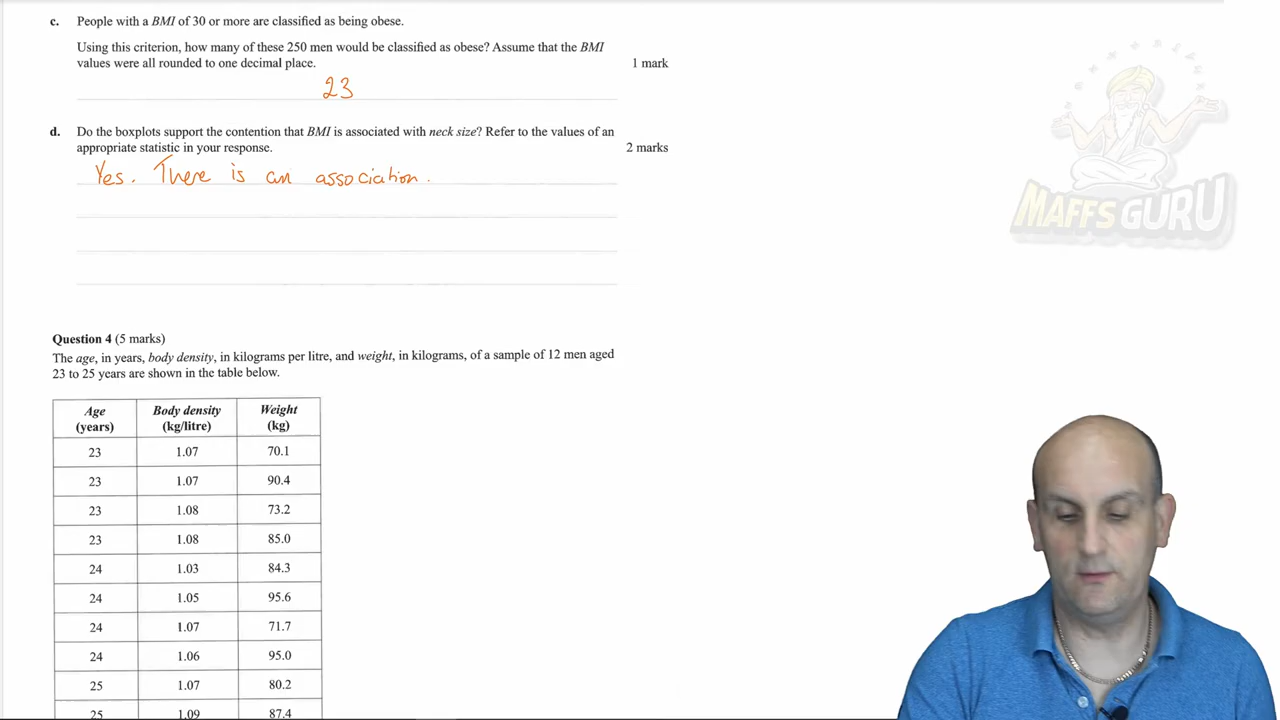 c. People with a BMI of 30 or more are classified as being obese.
Using this criterion, how many of these 250 men would be classified as obese? Assume that the BMI
values were all rounded to one decimal place. 1 mark
23
d. Do the boxplots support the contention that BMI is associated with neck size? Refer to the values of an
appropriate statistic in your response. 2 marks
Yes. There is an association.
MAFFS GURU
Question 4 (5 marks)
The age, in years, body density, in kilograms per litre, and weight, in kilograms, of a sample of 12 men aged
23 to 25 years are shown in the table below.
Age Body density Weight
(years) (kg/litre) (kg)
23 1.07 70.1
23 1.07 90.4
23 1.08 73.2
23 1.08 85.0
24 1.03 84.3
24 1.05 95.6
24 1.07 71.7
24 1.06 95.0
25 1.07 80.2
25 1.09 87.4